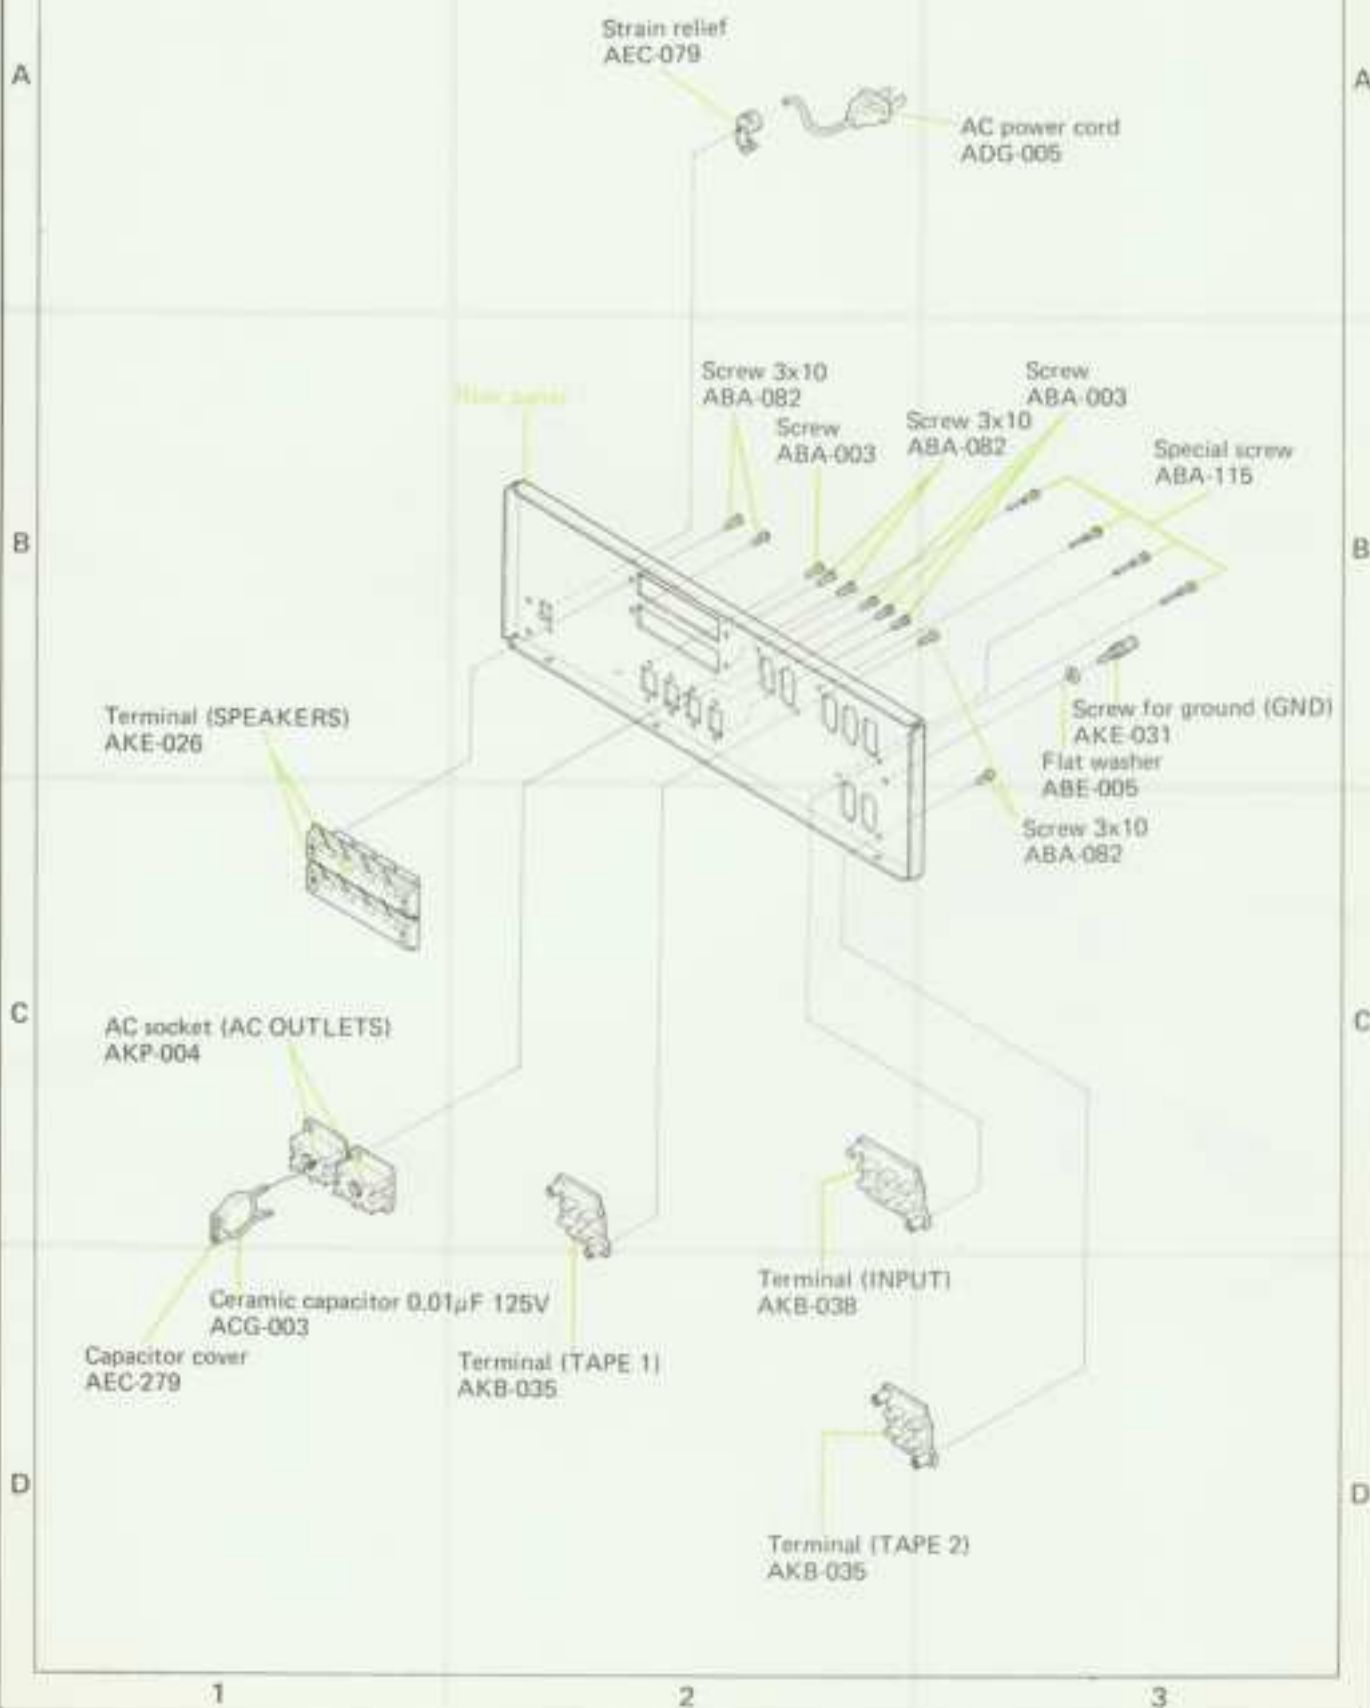 Strain relief
AEC-079
A
A
AC power cord
ADG-005
Screw 3x10
ABA-082
Screw
ABA-003
Rear panel
Screw
ABA-003
Screw 3x10
ABA-082
Special screw
ABA-115
B
B
Terminal (SPEAKERS)
AKE-026
Screw for ground (GND)
AKE-031
Flat washer
ABE-005
Screw 3x10
ABA-082
C
C
AC socket (AC OUTLETS)
AKP-004
Ceramic capacitor 0.01μF 125V
ACG-003
Capacitor cover
AEC-279
Terminal (TAPE 1)
AKB-035
Terminal (INPUT)
AKB-038
D
D
Terminal (TAPE 2)
AKB-035
1
2
3